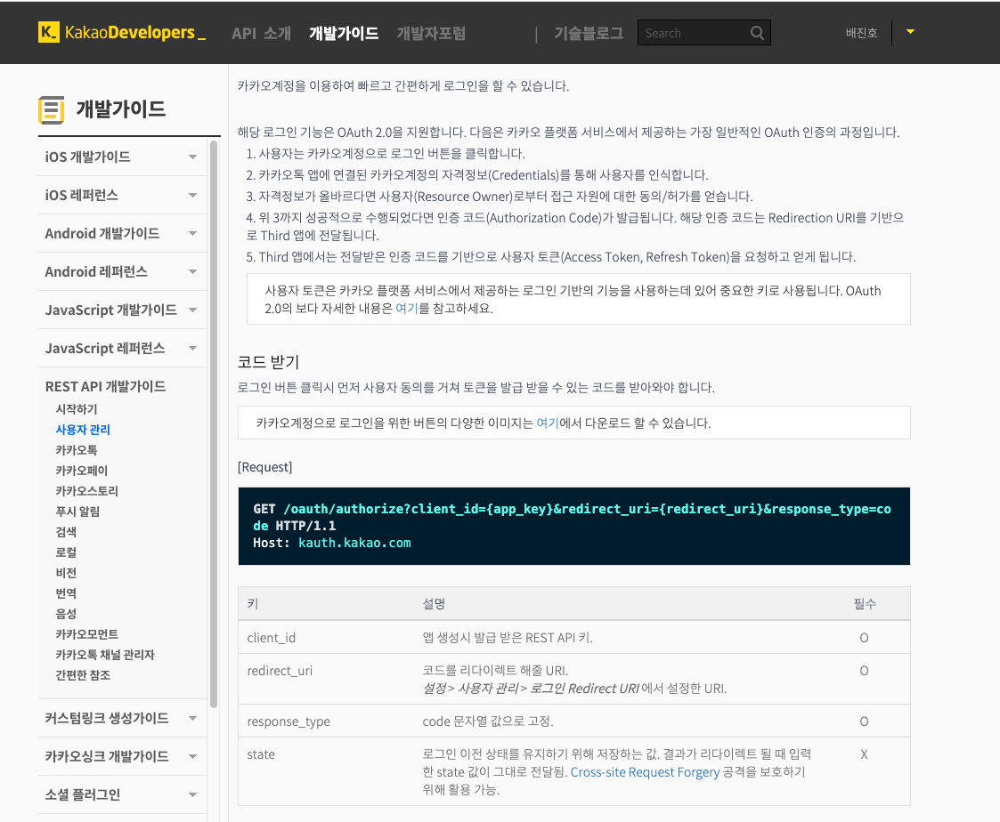 K_ KakaoDevelopers_ API 소개 개발가이드 개발자포럼 | 기술블로그 Search 배진호
개발가이드
iOS 개발가이드
iOS 레퍼런스
Android 개발가이드
Android 레퍼런스
JavaScript 개발가이드
JavaScript 레퍼런스
REST API 개발가이드
시작하기
사용자 관리
카카오톡
카카오페이
카카오스토리
푸시 알림
검색
로컬
비전
번역
음성
카카오모먼트
카카오톡 채널 관리자
간편한 참조
커스텀링크 생성가이드
카카오싱크 개발가이드
소셜 플러그인
카카오계정을 이용하여 빠르고 간편하게 로그인을 할 수 있습니다.
해당 로그인 기능은 OAuth 2.0을 지원합니다. 다음은 카카오 플랫폼 서비스에서 제공하는 가장 일반적인 OAuth 인증의 과정입니다.
1. 사용자는 카카오계정으로 로그인 버튼을 클릭합니다.
2. 카카오톡 앱에 연결된 카카오계정의 자격정보(Credentials)를 통해 사용자를 인식합니다.
3. 자격정보가 올바르다면 사용자(Resource Owner)로부터 접근 자원에 대한 동의/허가를 얻습니다.
4. 위 3까지 성공적으로 수행되었다면 인증 코드(Authorization Code)가 발급됩니다. 해당 인증 코드는 Redirection URI를 기반으
로 Third 앱에 전달됩니다.
5. Third 앱에서는 전달받은 인증 코드를 기반으로 사용자 토큰(Access Token, Refresh Token)을 요청하고 얻게 됩니다.
사용자 토큰은 카카오 플랫폼 서비스에서 제공하는 로그인 기반의 기능을 사용하는데 있어 중요한 키로 사용됩니다. OAuth
2.0의 보다 자세한 내용은 여기를 참고하세요.
코드 받기
로그인 버튼 클릭시 먼저 사용자 동의를 거쳐 토큰을 발급 받을 수 있는 코드를 받아와야 합니다.
카카오계정으로 로그인을 위한 버튼의 다양한 이미지는 여기에서 다운로드 할 수 있습니다.
[Request]
GET /oauth/authorize?client_id={app_key}&redirect_uri={redirect_uri}&response_type=co
de HTTP/1.1
Host: kauth.kakao.com
키 설명 필수
client_id 앱 생성시 발급 받은 REST API 키. O
redirect_uri 코드를 리다이렉트 해줄 URI. O
설정 > 사용자 관리 > 로그인 Redirect URI 에서 설정한 URI.
response_type code 문자열 값으로 고정. O
state 로그인 이전 상태를 유지하기 위해 저장하는 값. 결과가 리다이렉트 될 때 입력 X
한 state 값이 그대로 전달됨. Cross-site Request Forgery 공격을 보호하기
위해 활용 가능.